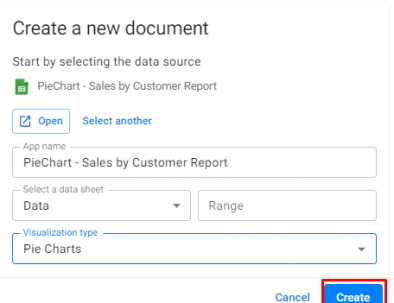 Create a new document
Start by selecting the data source
PieChart - Sales by Customer Report
Open Select another
App name
PieChart - Sales by Customer Report
Select a data sheet
Data Range
Visualization type
Pie Charts
Cancel Create